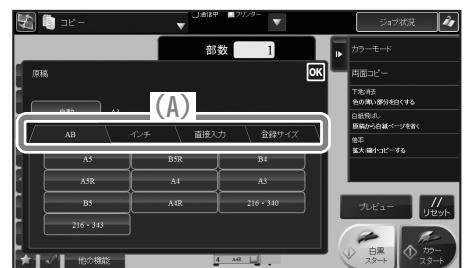 コピー
通信中
プリンター
ジョブ状況
部数 1
カラーモード
原稿
OK
両面コピー
下地消去
色の薄い部分を白くする
白紙飛ばし
原稿から白紙ページを省く
倍率
拡大/縮小コピーする
自動 A3
(A)
AB インチ 直接入力 登録サイズ
A5 B5R B4
A5R A4 A3
B5 A4R 216・340
216・343
プレビュー
リセット
他の機能
4 A4R
白黒スタート
カラースタート